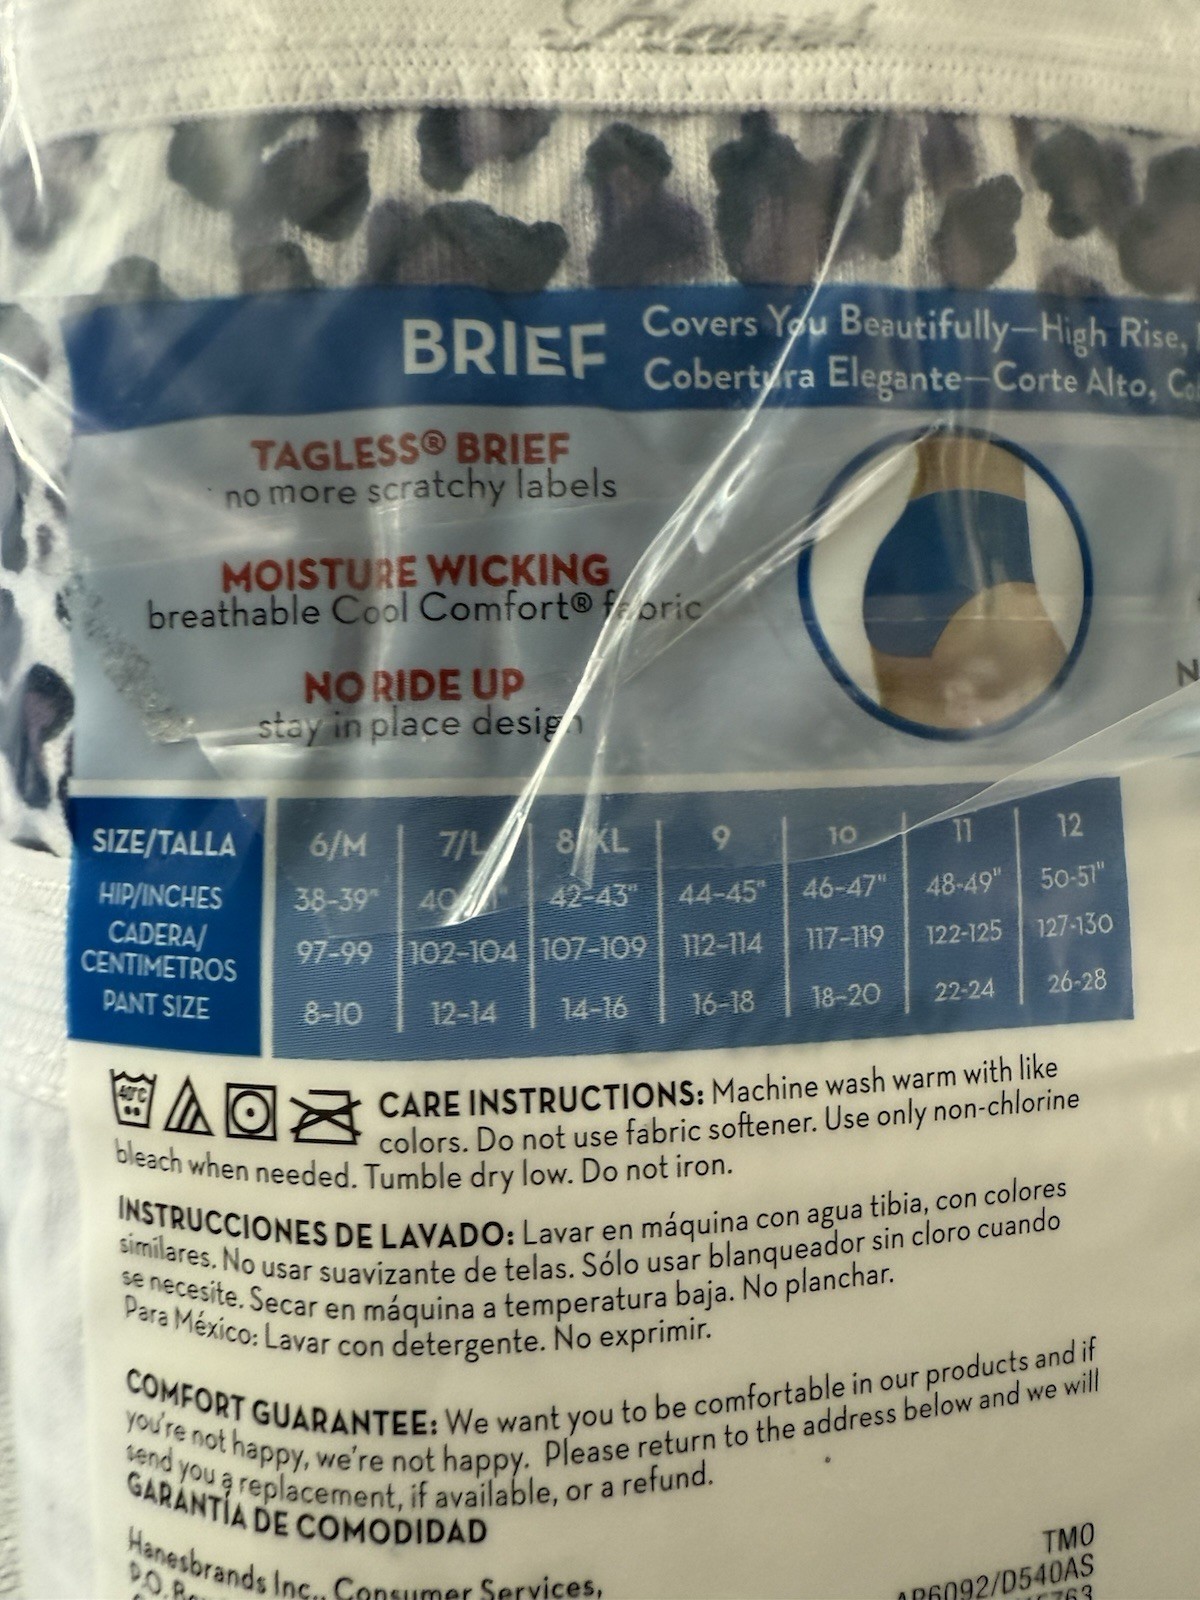 Hanes
BRIEF
Covers You Beautifully—High Rise,
Cobertura Elegante—Corte Alto,
TAGLESS® BRIEF
no more scratchy labels
MOISTURE WICKING
breathable Cool Comfort® fabric
NO RIDE UP
stay in place design
SIZE/TALLA 6/M 7/L 8/XL 9 10 11 12
HIP/INCHES 38-39" 42-43" 44-45" 46-47" 48-49" 50-51"
CADERA/
CENTIMETROS 97-99 102-104 107-109 112-114 117-119 122-125 127-130
PANT SIZE 8-10 12-14 14-16 16-18 18-20 22-24 26-28
40°C
CARE INSTRUCTIONS: Machine wash warm with like
colors. Do not use fabric softener. Use only non-chlorine
bleach when needed. Tumble dry low. Do not iron.
INSTRUCCIONES DE LAVADO: Lavar en máquina con agua tibia, con colores
similares. No usar suavizante de telas. Sólo usar blanqueador sin cloro cuando
se necesite. Secar en máquina a temperatura baja. No planchar.
Para México: Lavar con detergente. No exprimir.
COMFORT GUARANTEE: We want you to be comfortable in our products and if
you're not happy, we're not happy. Please return to the address below and we will
send you a replacement, if available, or a refund.
GARANTÍA DE COMODIDAD
Hanesbrands Inc., Consumer Services,
P.O.
TMO
AP6092/D540AS